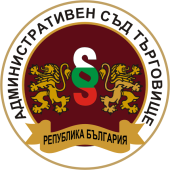 АДМИНИСТРАТИВЕН СЪД ТЪРГОВИЩЕ
РЕПУБЛИКА БЪЛГАРИЯ